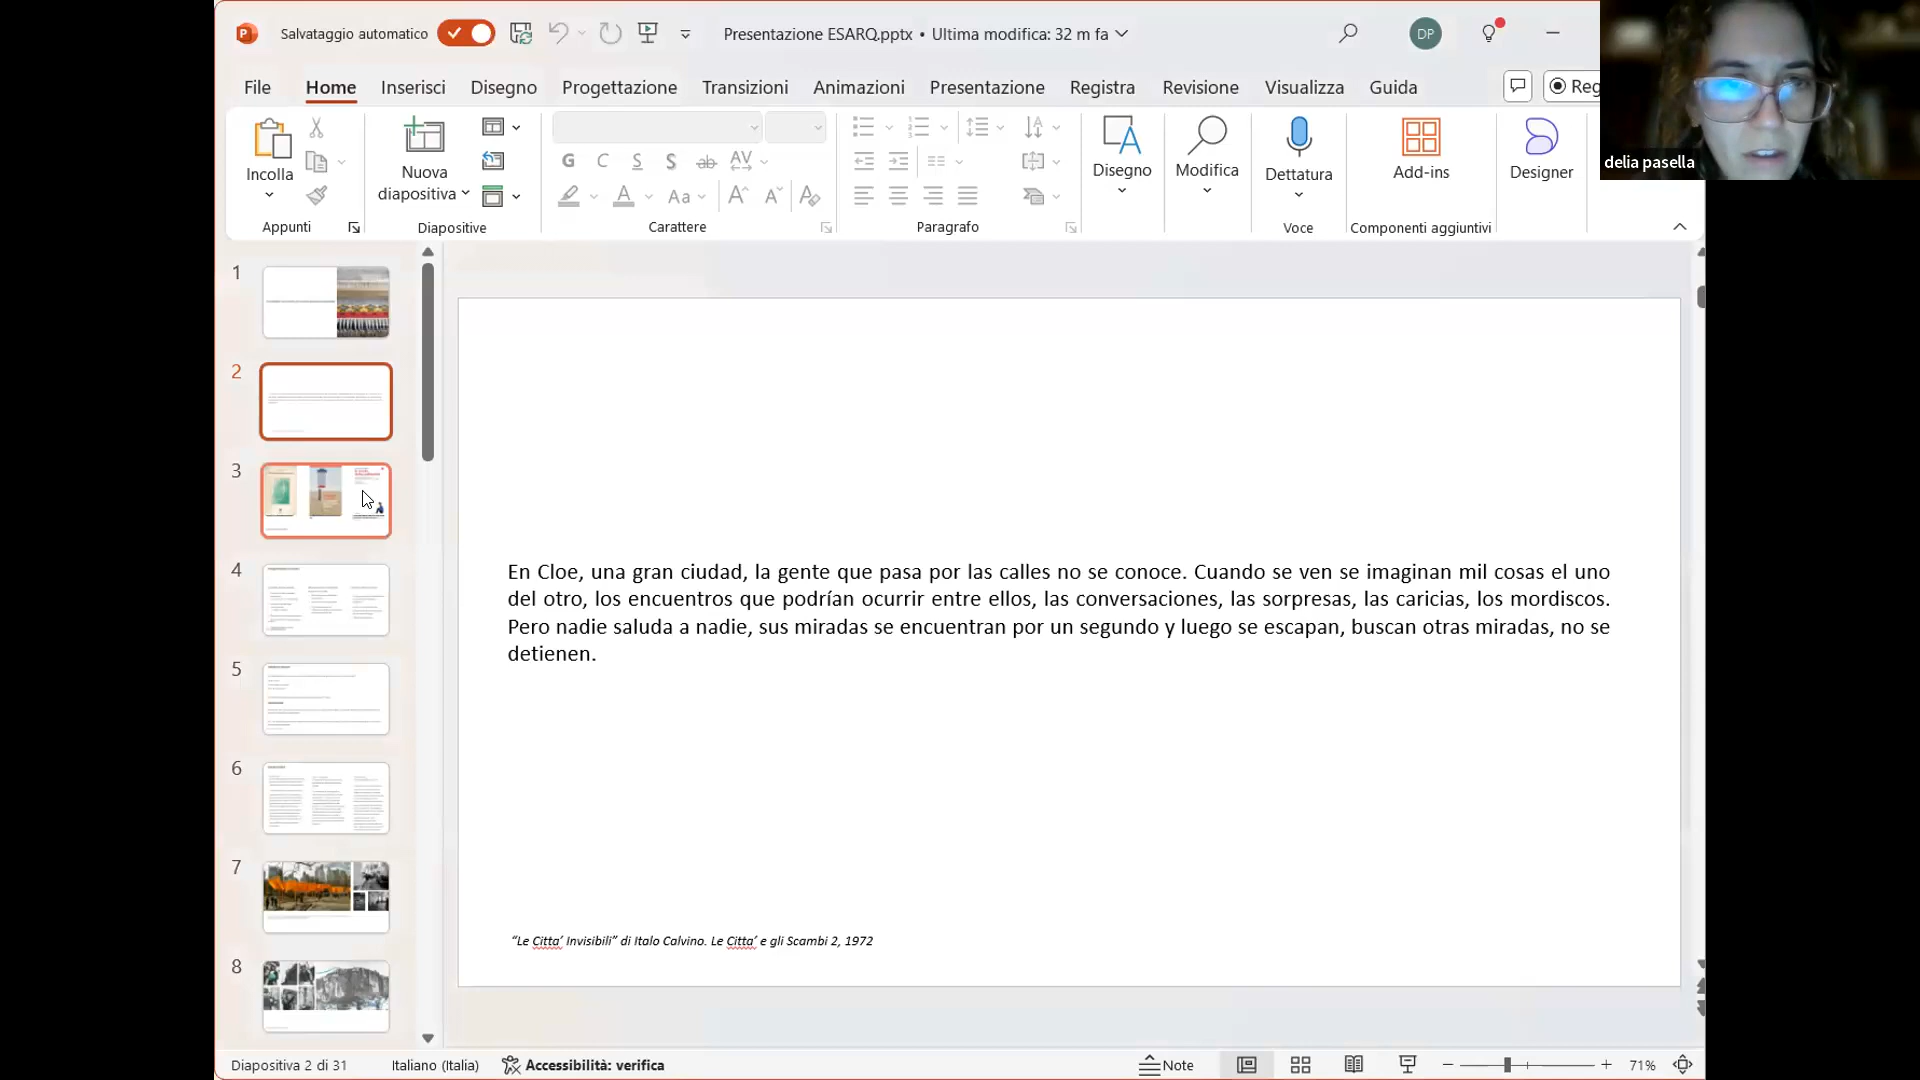 Salvataggio automatico
Presentazione ESARQ.pptx • Ultima modifica: 32 m fa
DP
File Home Inserisci Disegno Progettazione Transizioni Animazioni Presentazione Registra Revisione Visualizza Guida
Reg
delia pasella
Incolla
Nuova
diapositiva
G C S S ab AV
A Aa A A A
Disegno
Modifica
Dettatura
Add-ins
Designer
Appunti Diapositive Carattere Paragrafo Voce Componenti aggiuntivi
1
2
3
4
5
6
7
8
En Cloe, una gran ciudad, la gente que pasa por las calles no se conoce. Cuando se ven se imaginan mil cosas el uno
del otro, los encuentros que podrían ocurrir entre ellos, las conversaciones, las sorpresas, las caricias, los mordiscos.
Pero nadie saluda a nadie, sus miradas se encuentran por un segundo y luego se escapan, buscan otras miradas, no se
detienen.
“Le Citta’ Invisibili” di Italo Calvino. Le Citta’ e gli Scambi 2, 1972
Diapositiva 2 di 31 Italiano (Italia) Accessibilità: verifica Note 71%